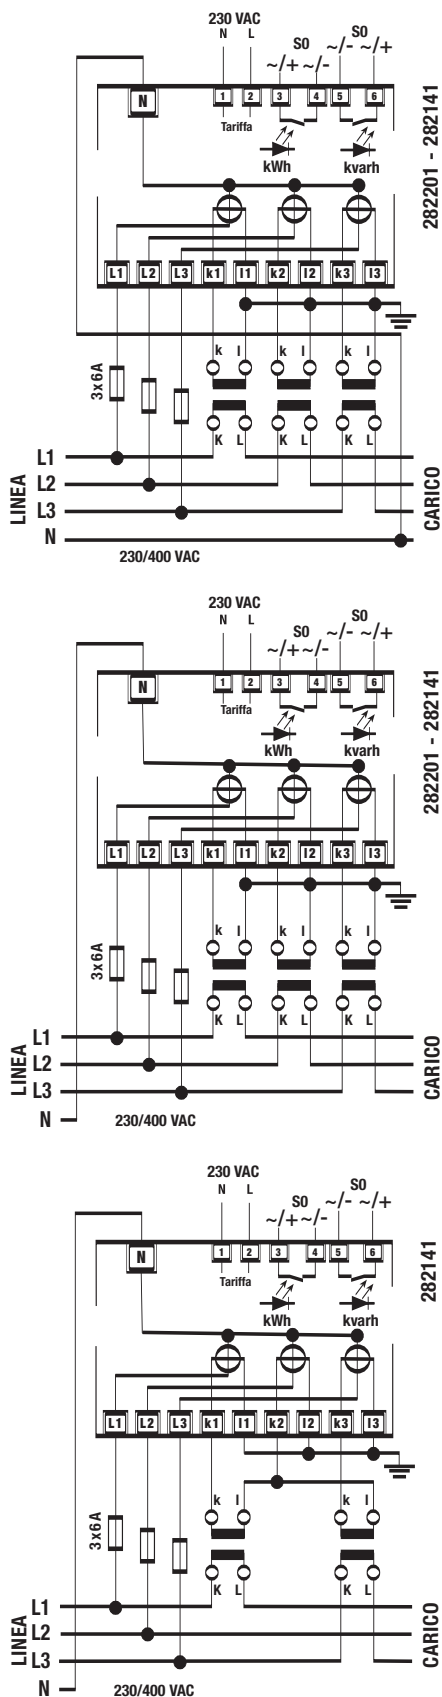 230 VAC
N L
S0
~/+ ~/- ~/- ~/+
N 1 2 3 4 5 6
Tariffa
kWh kvarh
282201 - 282141
L1 L2 L3 k1 l1 k2 l2 k3 l3
3x6A
k l k l
K L K L K L
L1
L2
L3
N
LINEA
CARICO
230/400 VAC
230 VAC
N L
S0
~/+ ~/- ~/- ~/+
N 1 2 3 4 5 6
Tariffa
kWh kvarh
282201 - 282141
L1 L2 L3 k1 l1 k2 l2 k3 l3
3x6A
k l k l k l
K L K L K L
L1
L2
L3
N
LINEA
CARICO
230/400 VAC
230 VAC
N L
S0
~/+ ~/- ~/- ~/+
N 1 2 3 4 5 6
Tariffa
kWh kvarh
282141
L1 L2 L3 k1 l1 k2 l2 k3 l3
3x6A
k l k l
K L K L
L1
L2
L3
N
LINEA
CARICO
230/400 VAC